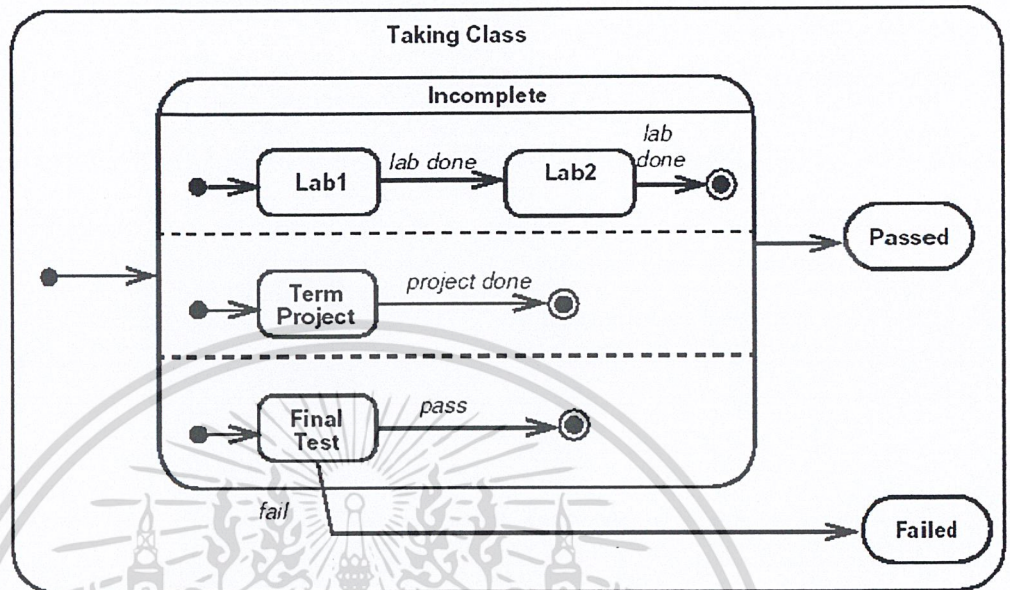 Taking Class
Incomplete
lab
done
Lab1
lab done
Lab2
Passed
Term
Project
project done
Final
Test
pass
fail
Failed